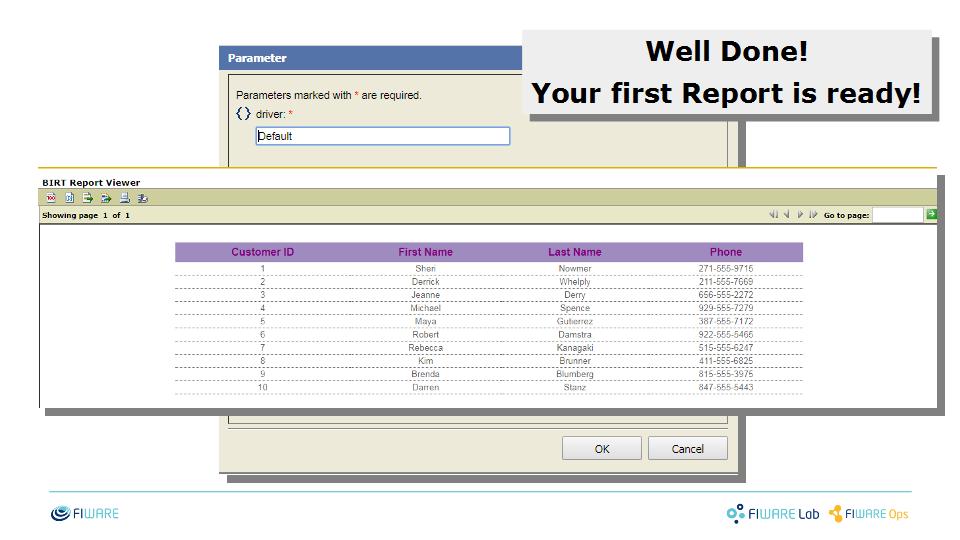 Well Done!
Your first Report is ready!
Parameter
Parameters marked with * are required.
{} driver: *
Default
BIRT Report Viewer
Showing page 1 of 1
Go to page:
Customer ID First Name Last Name Phone
1 Sheri Nowmer 271-555-9715
2 Derrick Whelply 211-555-7669
3 Jeanne Derry 656-555-2272
4 Michael Spence 929-555-7279
5 Maya Gutierrez 387-555-7172
6 Robert Damstra 922-555-5465
7 Rebecca Kanagaki 515-555-6247
8 Kim Brunner 411-555-6825
9 Brenda Blumberg 815-555-3975
10 Darren Stanz 847-555-5443
OK Cancel
FIWARE FIWARE Lab FIWARE Ops